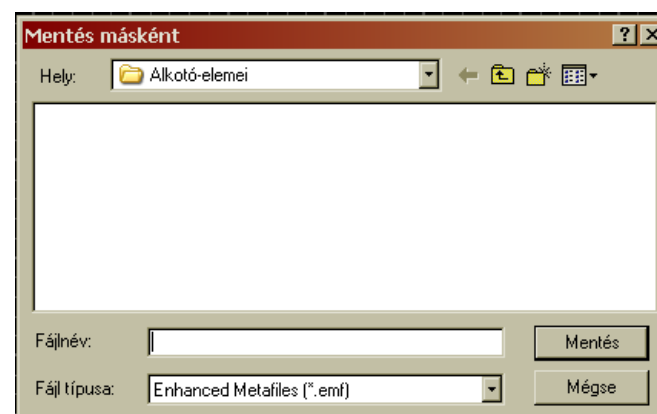 Mentés másként
Hely: Alkotó-elemei
Fájlnév: Mentés
Fájl típusa: Enhanced Metafiles (*.emf) Mégse